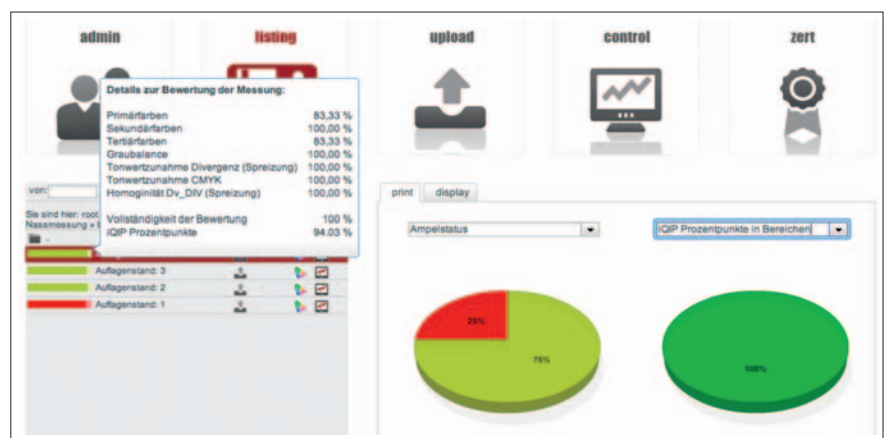 admin
listing
upload
control
zert
Details zur Bewertung der Messung:
Primärfarben 83,33 %
Sekundärfarben 100,00 %
Tertiärfarben 83,33 %
Graubalance 100,00 %
Tonwertzunahme Divergenz (Spreizung) 100,00 %
Tonwertzunahme CMYK 100,00 %
Homoginität Dv_DIV (Spreizung) 100,00 %
Vollständigkeit der Bewertung 100 %
iQIP Prozentpunkte 94.03 %
von:
Sie sind hier: root
Nassmessung »
..
Auflagenstand: 3
Auflagenstand: 2
Auflagenstand: 1
print
display
Ampelstatus
iQIP Prozentpunkte in Bereichen
25%
75%
100%